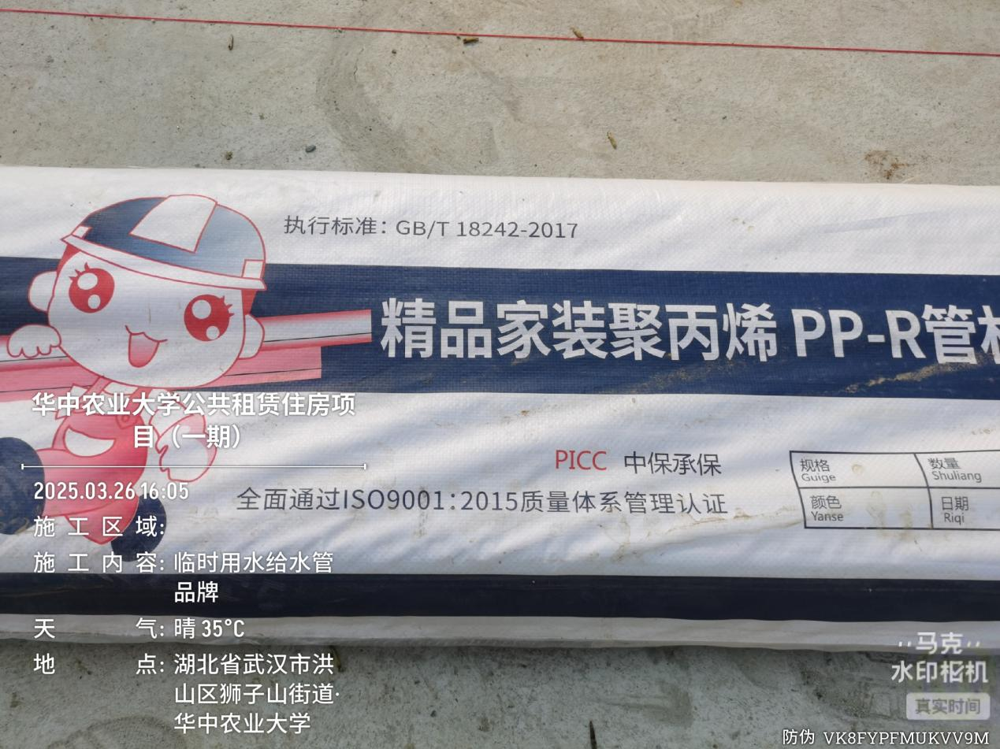 执行标准：GB/T 18242-2017
精品家装聚丙烯 PP-R管
PICC 中保承保
全面通过ISO9001:2015质量体系管理认证
规格 数量
Guige Shuliang
颜色 日期
Yanse Riqi
华中农业大学公共租赁住房项
目（一期）
2025.03.26 16:05
施工区域:
施工内容: 临时用水给水管
品牌
天气: 晴 35°C
地点: 湖北省武汉市洪
山区狮子山街道·
华中农业大学
马克
水印相机
真实时间
防伪 VK8FYPFMUKVV9M